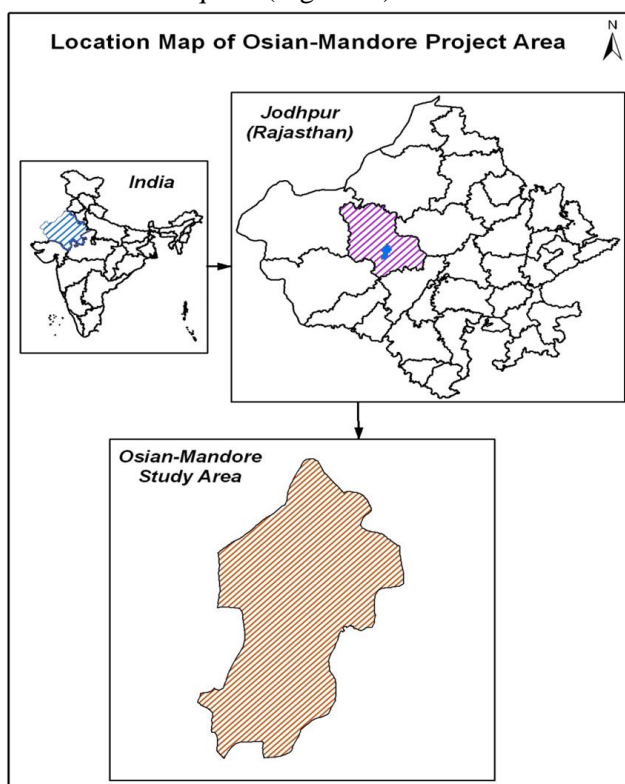 Location Map of Osian-Mandore Project Area
N
Jodhpur
(Rajasthan)
India
Osian-Mandore
Study Area